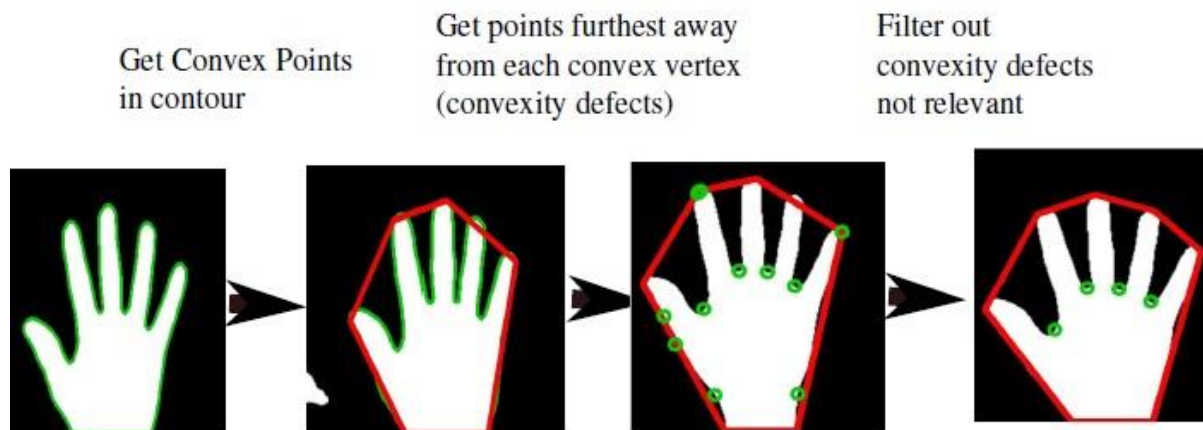 Get Convex Points
in contour
Get points furthest away
from each convex vertex
(convexity defects)
Filter out
convexity defects
not relevant